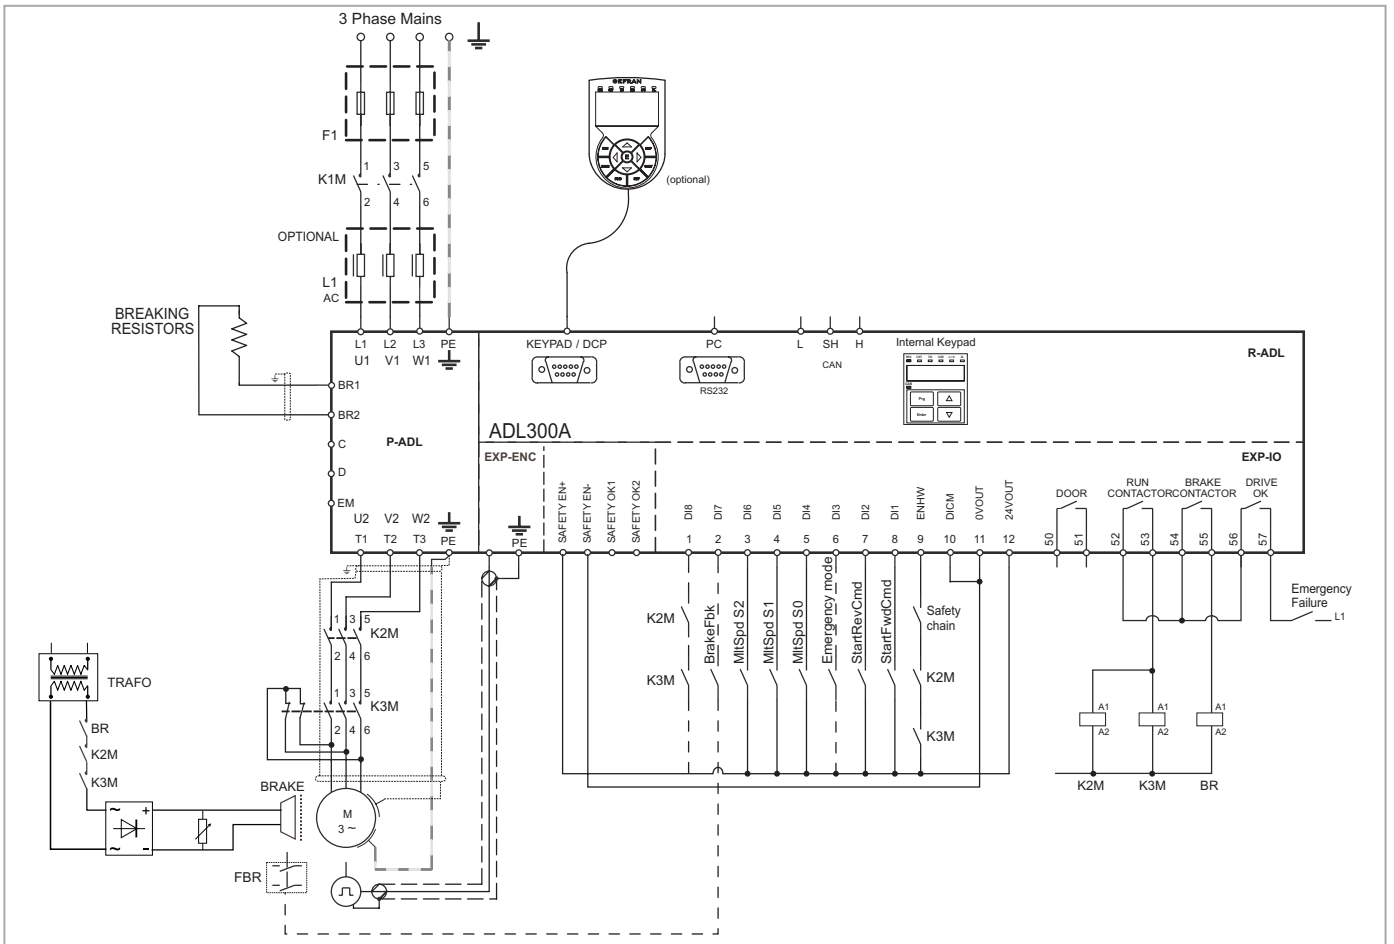 3 Phase Mains
F1
1 3 5
K1M
2 4 6
OPTIONAL
L1
AC
GEFRAN
(optional)
BREAKING
RESISTORS
L1 L2 L3 PE
U1 V1 W1
BR1
BR2
C
D
EM
P-ADL
U2 V2 W2
T1 T2 T3 PE
KEYPAD / DCP
PC
RS232
L SH H
CAN
Internal Keypad
Prg
Enter
R-ADL
ADL300A
EXP-ENC
EXP-IO
PE
SAFETY EN+
SAFETY EN-
SAFETY OK1
SAFETY OK2
DI8
DI7
DI6
DI5
DI4
DI3
DI2
DI1
ENHW
DICM
0VOUT
24VOUT
1 2 3 4 5 6 7 8 9 10 11 12
DOOR
RUN
CONTACTOR
BRAKE
CONTACTOR
DRIVE
OK
50 51 52 53 54 55 56 57
Emergency
Failure
L1
K2M
K3M
BrakeFbk
MltSpd S2
MltSpd S1
MltSpd S0
Emergency mode
StartRevCmd
StartFwdCmd
Safety
chain
K2M
K3M
A1 A1 A1
A2 A2 A2
K2M K3M BR
1 3 5
K2M
2 4 6
1 3 5
K3M
2 4 6
TRAFO
BR
K2M
K3M
~ +
~ -
BRAKE
M
3 ~
FBR